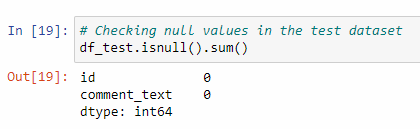 In [19]: # Checking null values in the test dataset
df_test.isnull().sum()
Out[19]: id 0
comment_text 0
dtype: int64